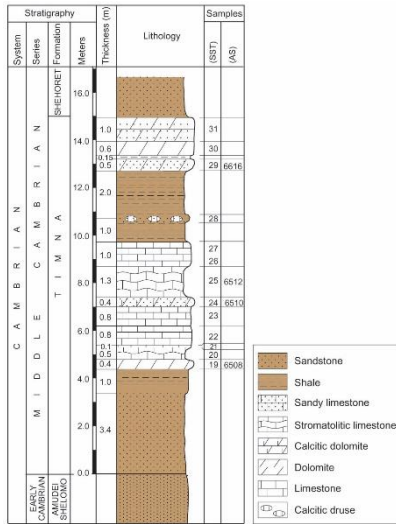 Stratigraphy
Samples
System
Series
Formation
Meters
Thickness (m)
Lithology
(SST)
(AS)
CAMBRIAN
MIDDLE CAMBRIAN
EARLY CAMBRIAN
SHEHORET
TIMNA
AMUDEI SHELOMO
16.0
14.0
12.0
10.0
8.0
6.0
4.0
2.0
0.0
1.0
0.6
0.15
0.5
2.0
1.0
1.0
1.3
0.4
0.8
0.8
0.1
0.5
0.4
1.0
3.4
31
30
29 6616
28
27
26
25 6512
24 6510
23
22
21
20
19 6508
Sandstone
Shale
Sandy limestone
Stromatolitic limestone
Calcitic dolomite
Dolomite
Limestone
Calcitic druse